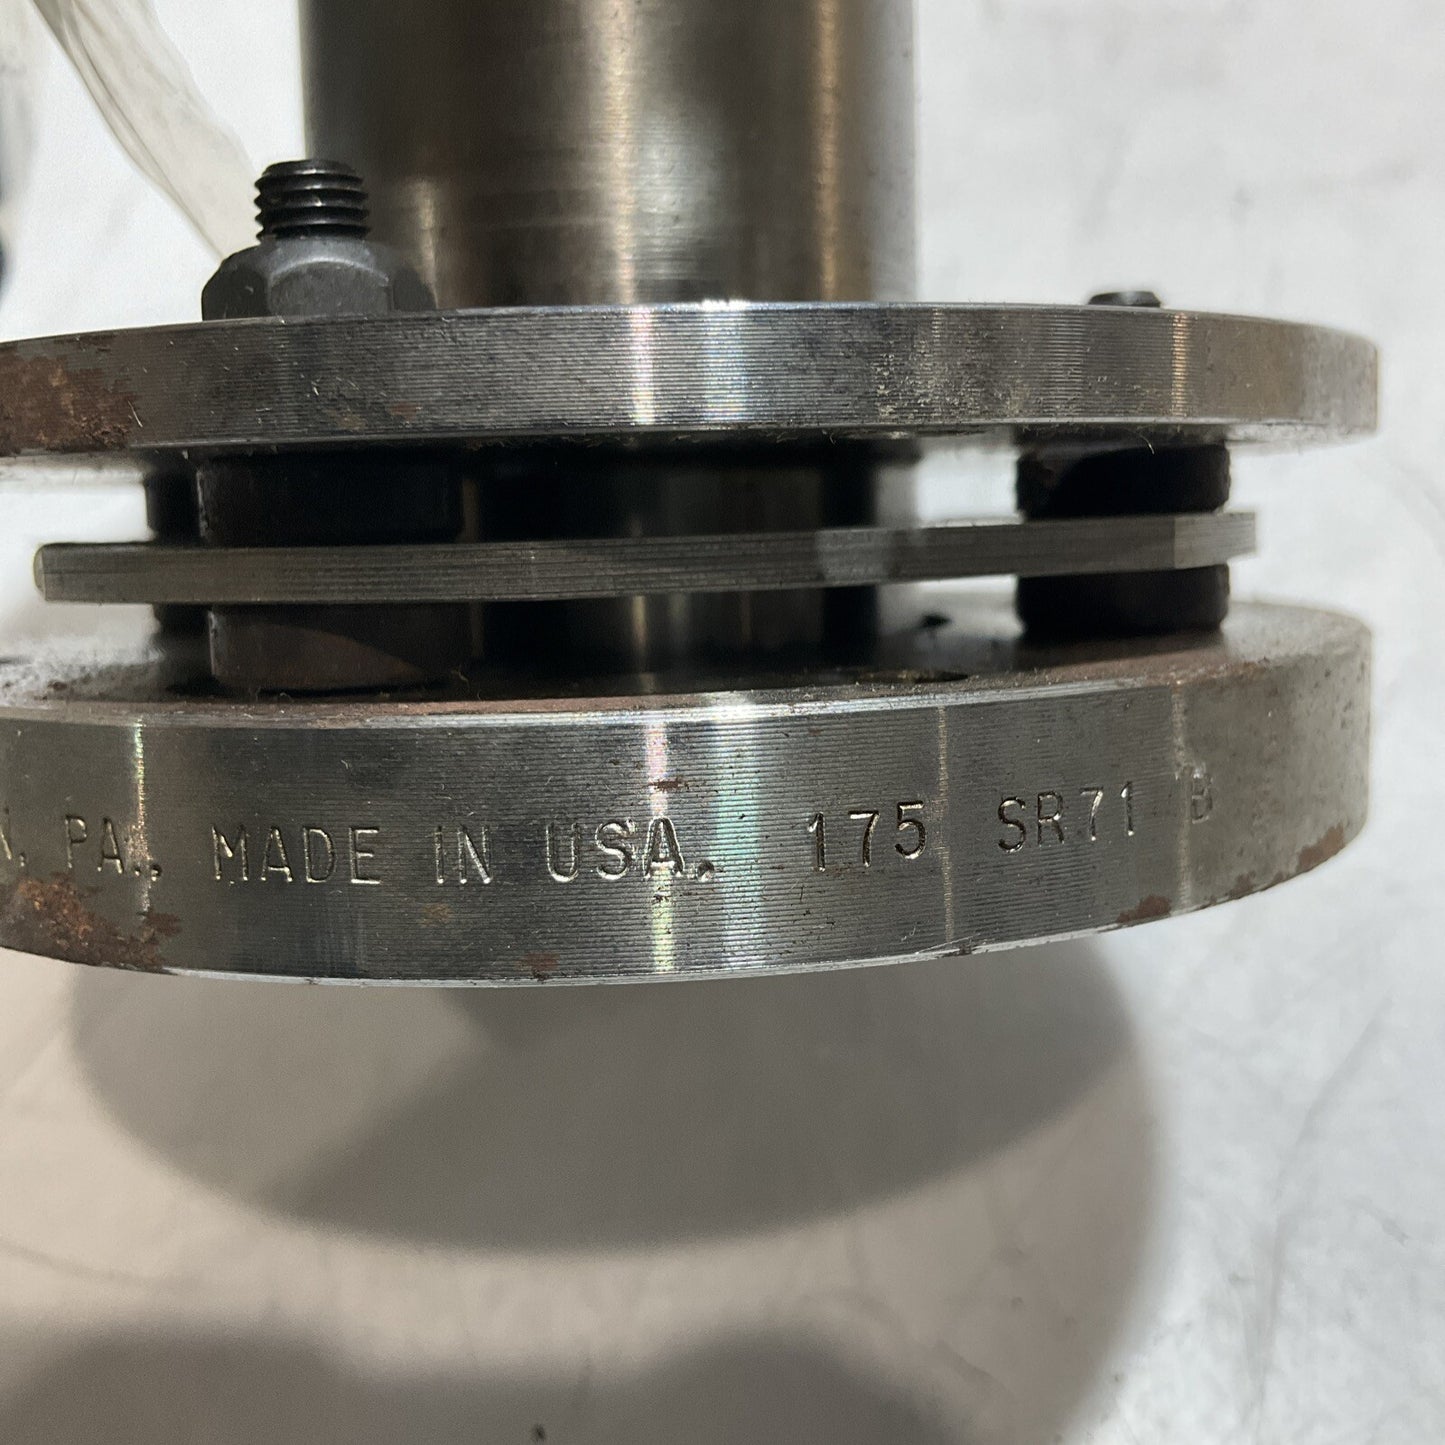 PA., MADE IN USA. 175 SR71 B